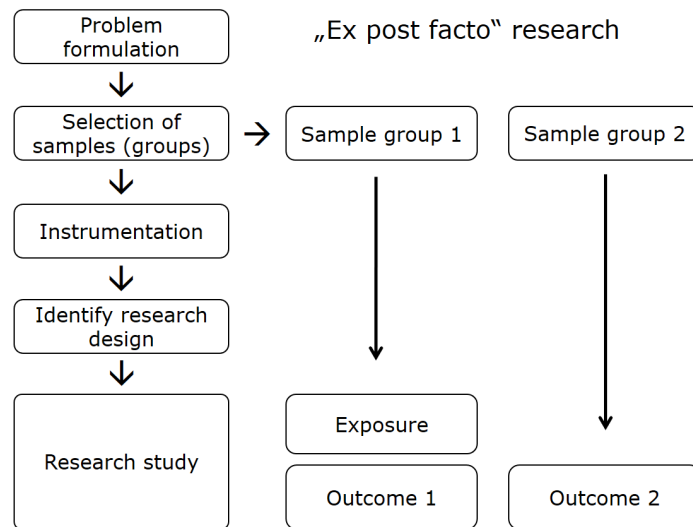 Problem
formulation
„Ex post facto“ research
Selection of
samples (groups)
Sample group 1
Sample group 2
Instrumentation
Identify research
design
Research study
Exposure
Outcome 1
Outcome 2